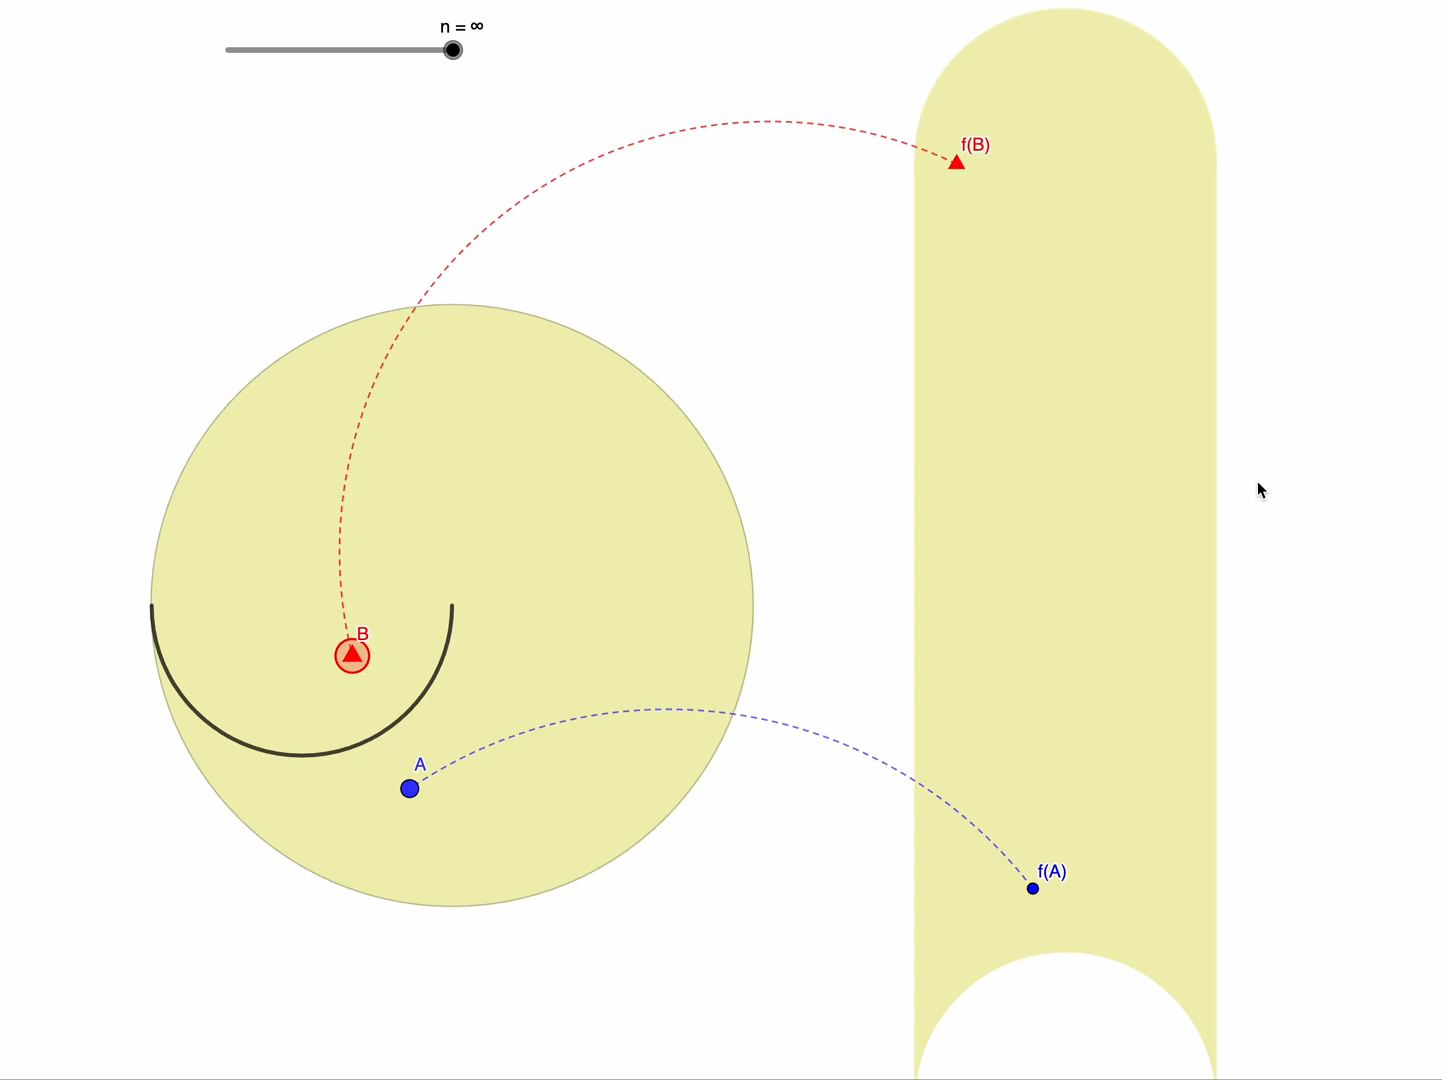 n = ∞
f(B)
B
A
f(A)